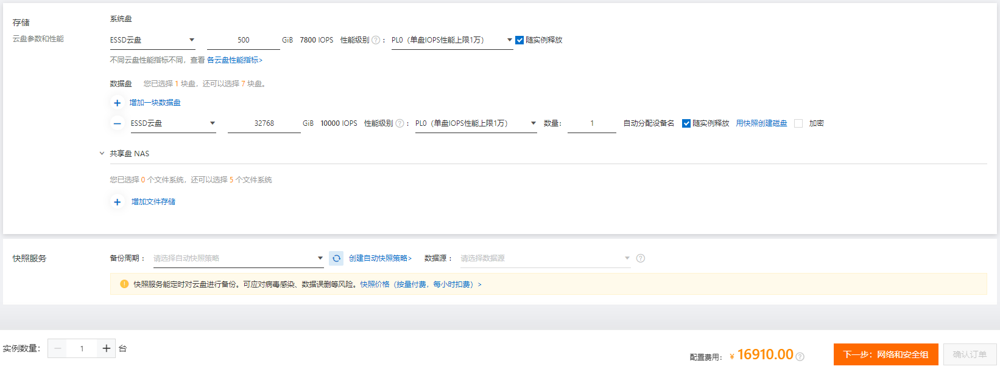 存储
云盘参数和性能
系统盘
ESSD云盘 500 GiB 7800 IOPS 性能级别 ? : PL0（单盘IOPS性能上限1万） 随实例释放
不同云盘性能指标不同，查看 各云盘性能指标>
数据盘 您已选择 1 块盘，还可以选择 7 块盘。
+ 增加一块数据盘
− ESSD云盘 32768 GiB 10000 IOPS 性能级别 ? : PL0（单盘IOPS性能上限1万） 数量： 1 自动分配设备名 随实例释放 用快照创建磁盘 加密
共享盘 NAS
您已选择 0 个文件系统，还可以选择 5 个文件系统
+ 增加文件存储
快照服务 备份周期： 请选择自动快照策略 创建自动快照策略> 数据源： 请选择数据源 ?
! 快照服务能定时对云盘进行备份。可应对病毒感染、数据误删等风险。快照价格（按量付费，每小时扣费）>
实例数量： − 1 + 台
配置费用： ¥ 16910.00 ? 下一步：网络和安全组 确认订单